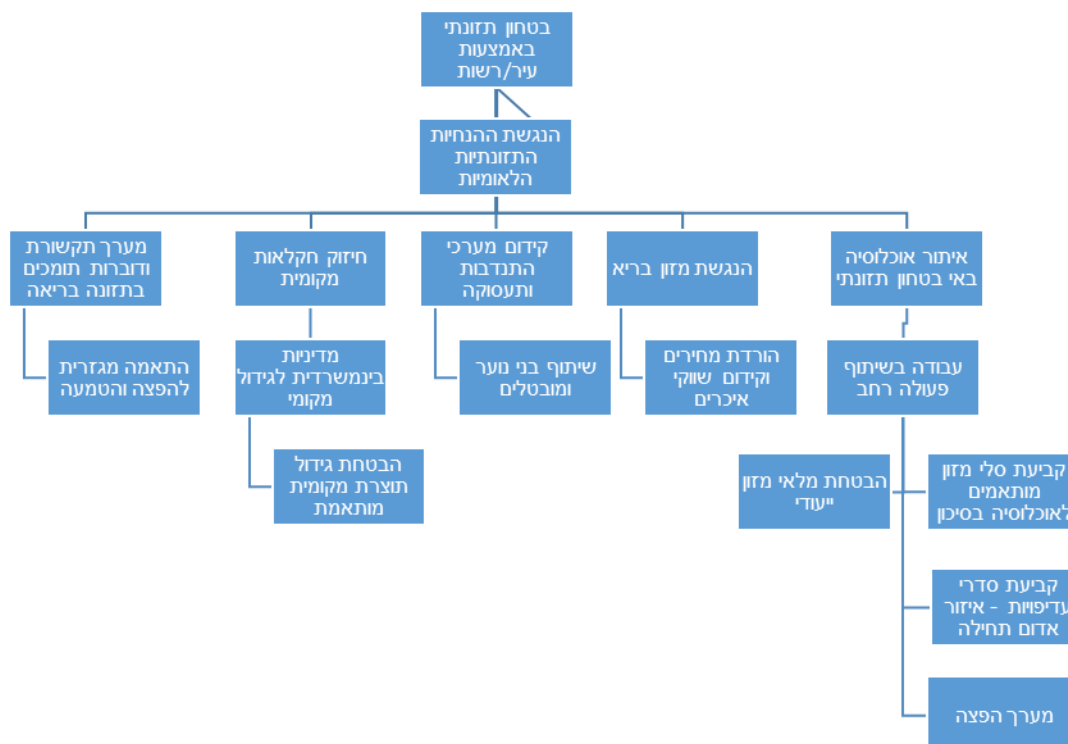 בטחון תזונתי
באמצעות
עיר/רשות
הנגשת ההנחיות
התזונתיות
הלאומיות
איתור אוכלוסיה
באי בטחון תזונתי
הנגשת מזון בריא
קידום מערכי
התנדבות
ותעסוקה
חיזוק חקלאות
מקומית
מערך תקשורת
ודוברות תומכים
בתזונה בריאה
עבודה בשיתוף
פעולה רחב
הורדת מחירים
וקידום שווקי
איכרים
שיתוף בני נוער
ומובטלים
מדיניות
בינמשרדית לגידול
מקומי
התאמה מגזרית
להפצה והטמעה
קביעת סלי מזון
מותאמים
לאוכלוסיה בסיכון
הבטחת מלאי מזון
ייעודי
הבטחת גידול
תוצרת מקומית
מותאמת
קביעת סדרי
עדיפויות - איזור
אדום תחילה
מערך הפצה